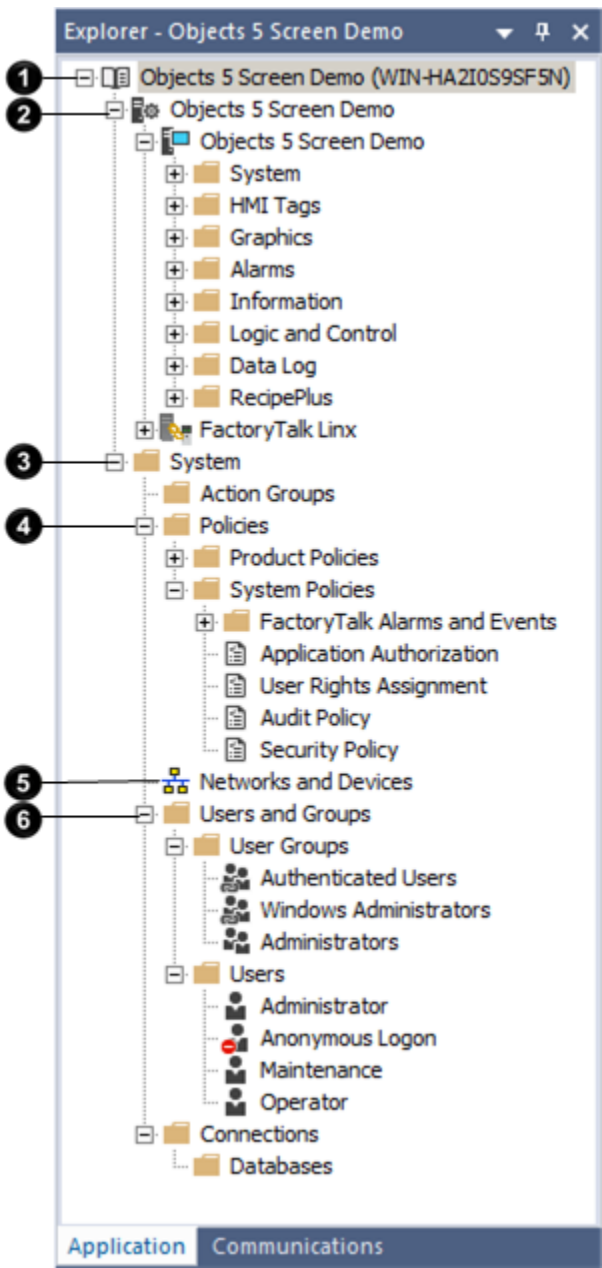 Explorer - Objects 5 Screen Demo
1 Objects 5 Screen Demo (WIN-HA2I0S9SF5N)
2 Objects 5 Screen Demo
Objects 5 Screen Demo
System
HMI Tags
Graphics
Alarms
Information
Logic and Control
Data Log
RecipePlus
FactoryTalk Linx
3 System
Action Groups
4 Policies
Product Policies
System Policies
FactoryTalk Alarms and Events
Application Authorization
User Rights Assignment
Audit Policy
Security Policy
5 Networks and Devices
6 Users and Groups
User Groups
Authenticated Users
Windows Administrators
Administrators
Users
Administrator
Anonymous Logon
Maintenance
Operator
Connections
Databases
Application Communications